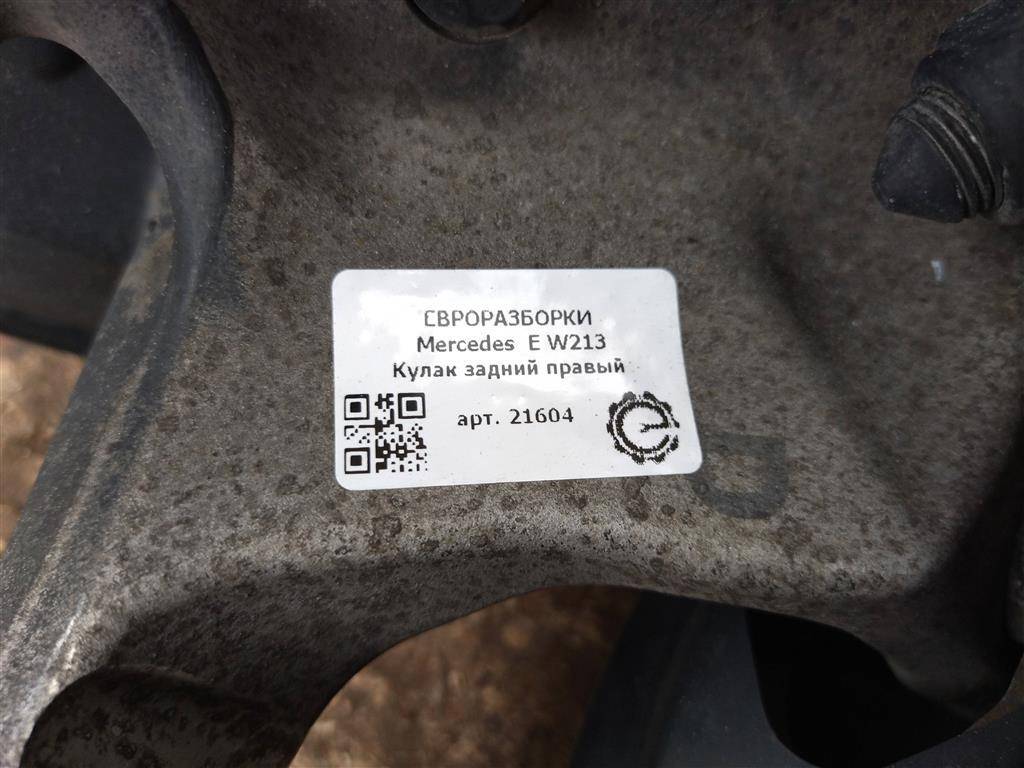 ЕВРОРАЗБОРКИ
Mercedes E W213
Кулак задний правый
арт. 21604